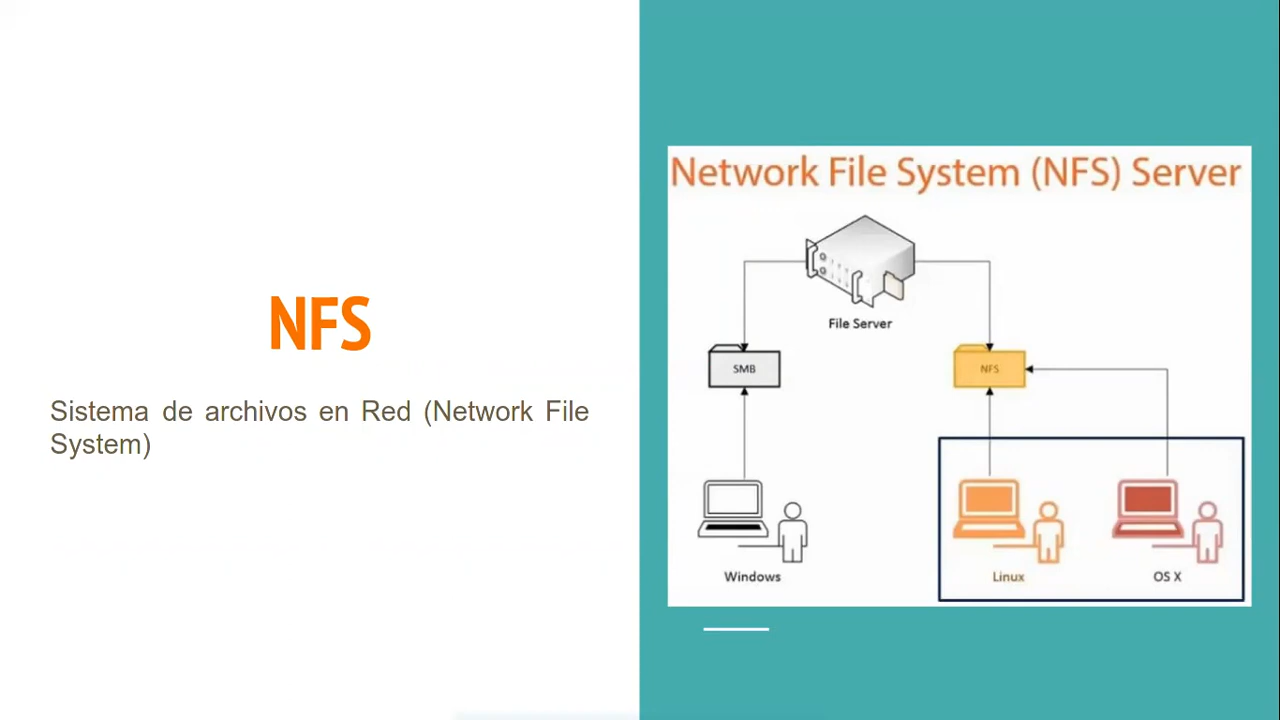 NFS
Sistema de archivos en Red (Network File
System)
Network File System (NFS) Server
File Server
SMB
NFS
Windows
Linux
OS X